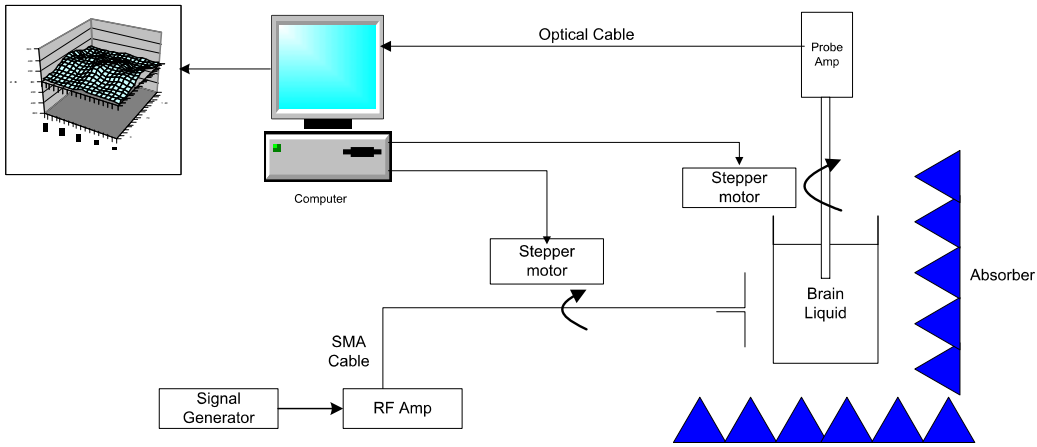 Optical Cable
Probe
Amp
Computer
Stepper
motor
Stepper
motor
Absorber
Brain
Liquid
SMA
Cable
Signal
Generator
RF Amp